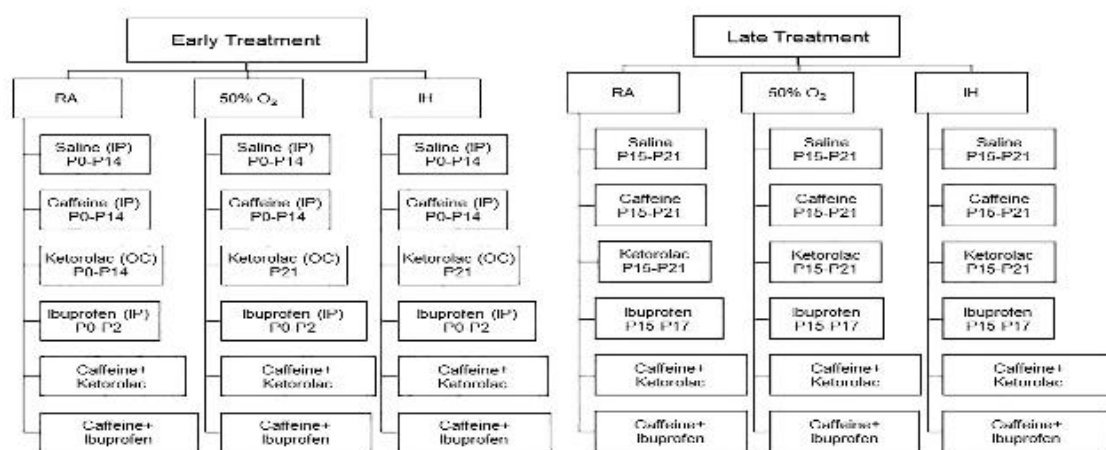 Early Treatment
RA
Saline (IP)
P0-P14
Caffeine (IP)
P0-P14
Ketorolac (OC)
P0-P14
Ibuprofen (IP)
P0-P2
Caffeine+
Ketorolac
Caffeine+
Ibuprofen
50% O₂
Saline (IP)
P0-P14
Caffeine (IP)
P0-P14
Ketorolac (OC)
P21
Ibuprofen (IP)
P0-P2
Caffeine+
Ketorolac
Caffeine+
Ibuprofen
IH
Saline (IP)
P0-P14
Caffeine (IP)
P0-P14
Ketorolac (OC)
P21
Ibuprofen (IP)
P0-P2
Caffeine+
Ketorolac
Caffeine+
Ibuprofen
Late Treatment
RA
Saline
P15-P21
Caffeine
P15-P21
Ketorolac
P15-P21
Ibuprofen
P15-P17
Caffeine+
Ketorolac
Caffeine+
Ibuprofen
50% O₂
Saline
P15-P21
Caffeine
P15-P21
Ketorolac
P15-P21
Ibuprofen
P15-P17
Caffeine+
Ketorolac
Caffeine+
Ibuprofen
IH
Saline
P15-P21
Caffeine
P15-P21
Ketorolac
P15-P21
Ibuprofen
P15-P17
Caffeine+
Ketorolac
Caffeine+
Ibuprofen